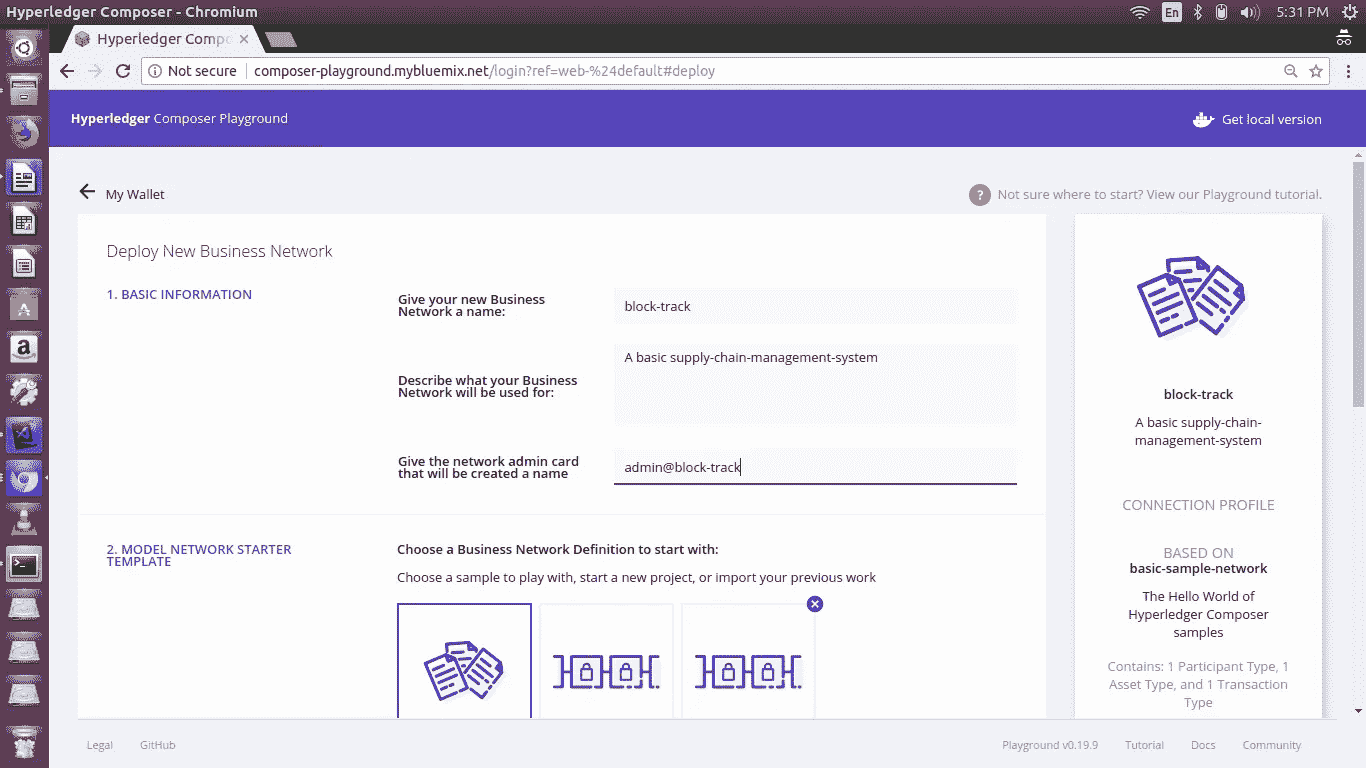 Hyperledger Composer - Chromium
En
5:31 PM
Hyperledger Compo
Not secure
composer-playground.mybluemix.net/login?ref=web-%24default#deploy
Hyperledger Composer Playground
Get local version
My Wallet
? Not sure where to start? View our Playground tutorial.
Deploy New Business Network
1. BASIC INFORMATION
Give your new Business
Network a name:
block-track
Describe what your Business
Network will be used for:
A basic supply-chain-management-system
Give the network admin card
that will be created a name
admin@block-track
2. MODEL NETWORK STARTER
TEMPLATE
Choose a Business Network Definition to start with:
Choose a sample to play with, start a new project, or import your previous work
block-track
A basic supply-chain-
management-system
CONNECTION PROFILE
BASED ON
basic-sample-network
The Hello World of
Hyperledger Composer
samples
Contains: 1 Participant Type, 1
Asset Type, and 1 Transaction
Type
Legal
GitHub
Playground v0.19.9
Tutorial
Docs
Community